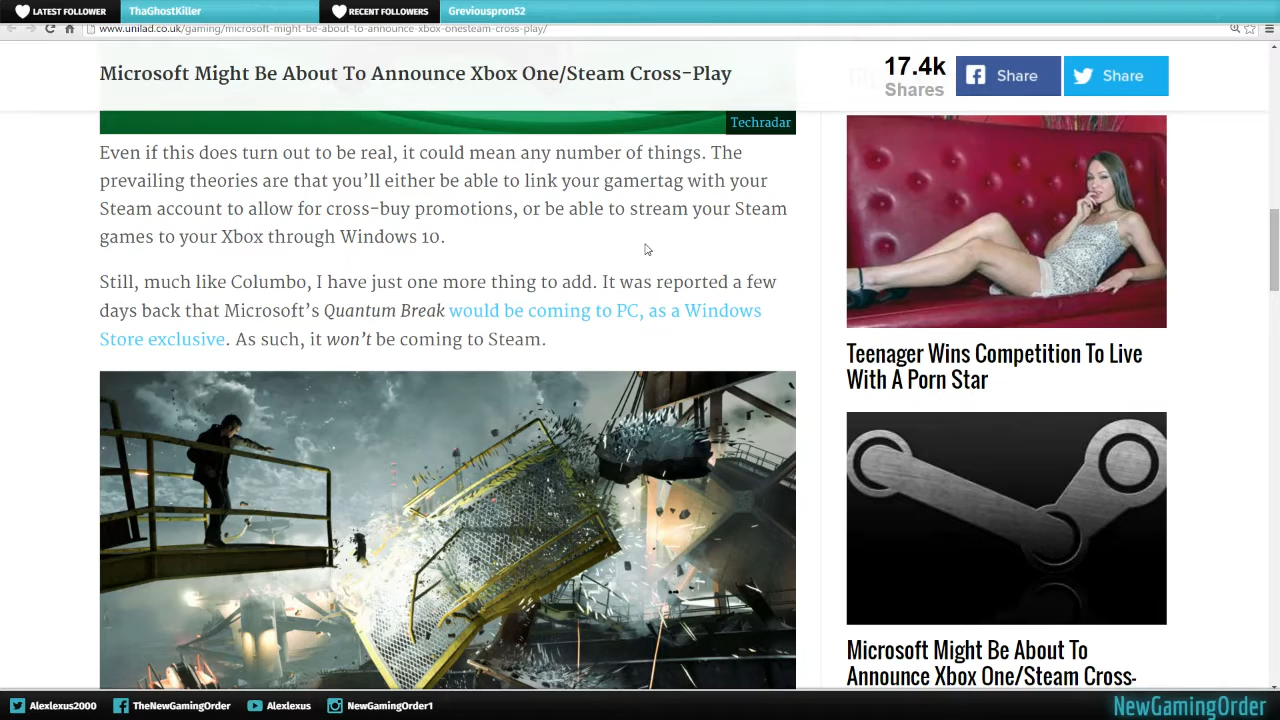 LATEST FOLLOWER
ThaGhostKiller
RECENT FOLLOWERS
Greviouspron52
www.unilad.co.uk/gaming/microsoft-might-be-about-to-announce-xbox-onesteam-cross-play/
Microsoft Might Be About To Announce Xbox One/Steam Cross-Play
17.4k
Shares
Share
Share
Techradar
Even if this does turn out to be real, it could mean any number of things. The
prevailing theories are that you’ll either be able to link your gamertag with your
Steam account to allow for cross-buy promotions, or be able to stream your Steam
games to your Xbox through Windows 10.
Still, much like Columbo, I have just one more thing to add. It was reported a few
days back that Microsoft’s Quantum Break would be coming to PC, as a Windows
Store exclusive. As such, it won’t be coming to Steam.
Teenager Wins Competition To Live
With A Porn Star
Microsoft Might Be About To
Announce Xbox One/Steam Cross-
Alexlexus2000
TheNewGamingOrder
Alexlexus
NewGamingOrder1
NewGamingOrder